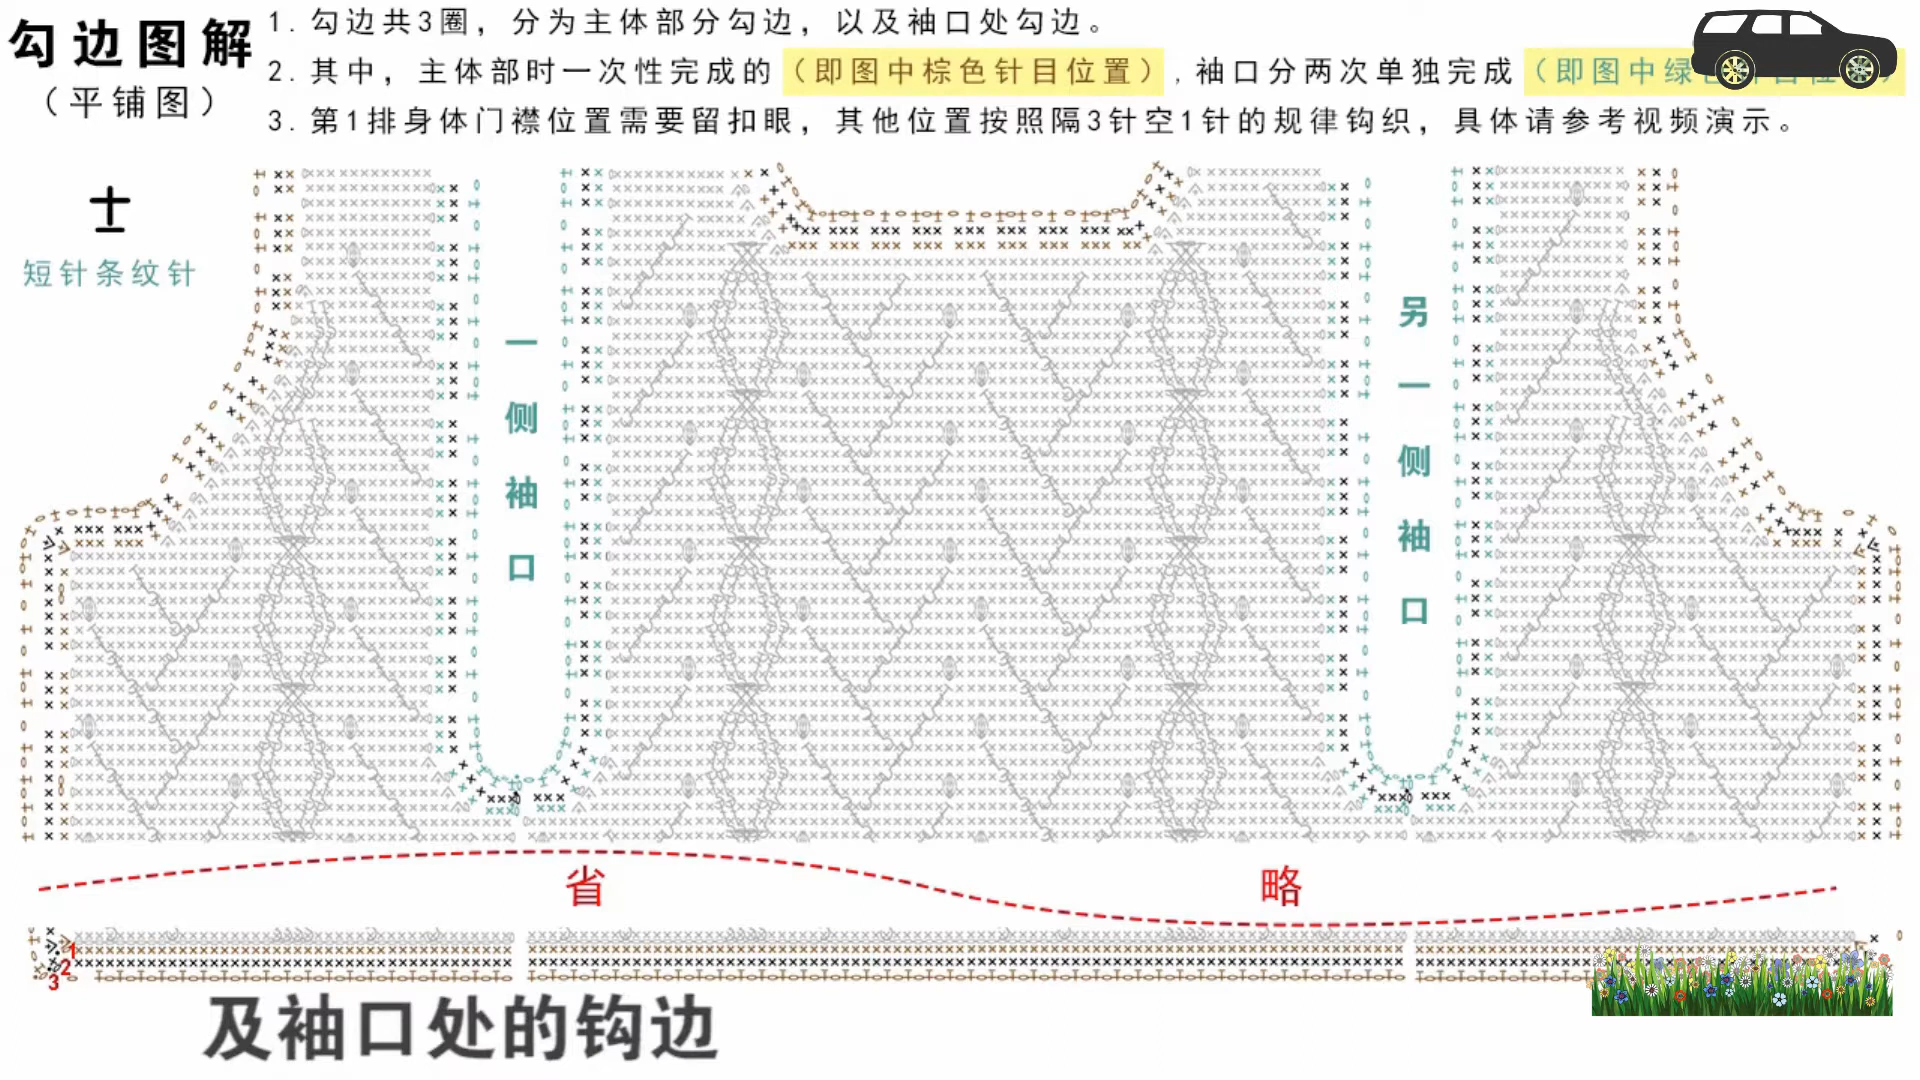 勾边图解
（平铺图）
1. 勾边共3圈，分为主体部分勾边，以及袖口处勾边。
2. 其中，主体部时一次性完成的（即图中棕色针目位置），袖口分两次单独完成（即图中绿
3. 第1排身体门襟位置需要留扣眼，其他位置按照隔3针空1针的规律钩织，具体请参考视频演示。
短针条纹针
一侧袖口
另一侧袖口
省略
1
2
3
及袖口处的钩边